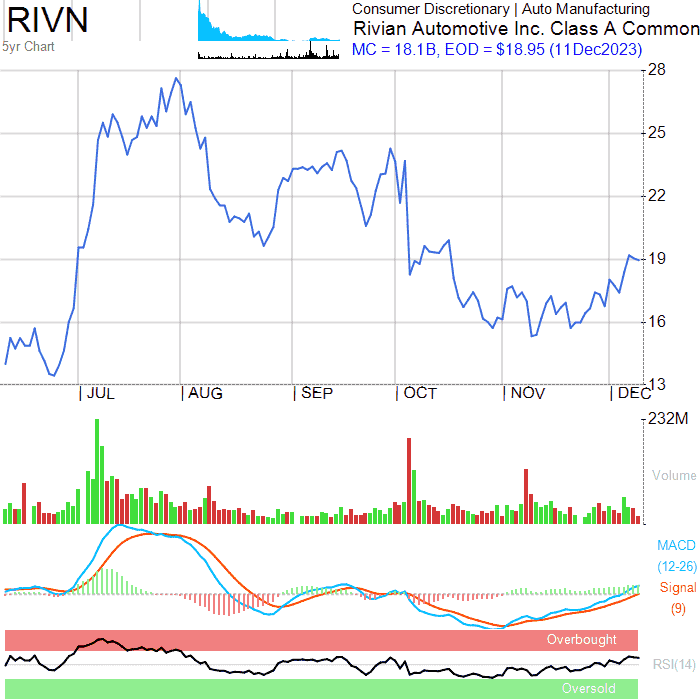 RIVN
5yr Chart
Consumer Discretionary | Auto Manufacturing
Rivian Automotive Inc. Class A Common
MC = 18.1B, EOD = $18.95 (11Dec2023)
28
25
22
19
16
13
| JUL | AUG | SEP | OCT | NOV | DEC
232M
Volume
MACD
(12-26)
Signal
(9)
Overbought
RSI(14)
Oversold